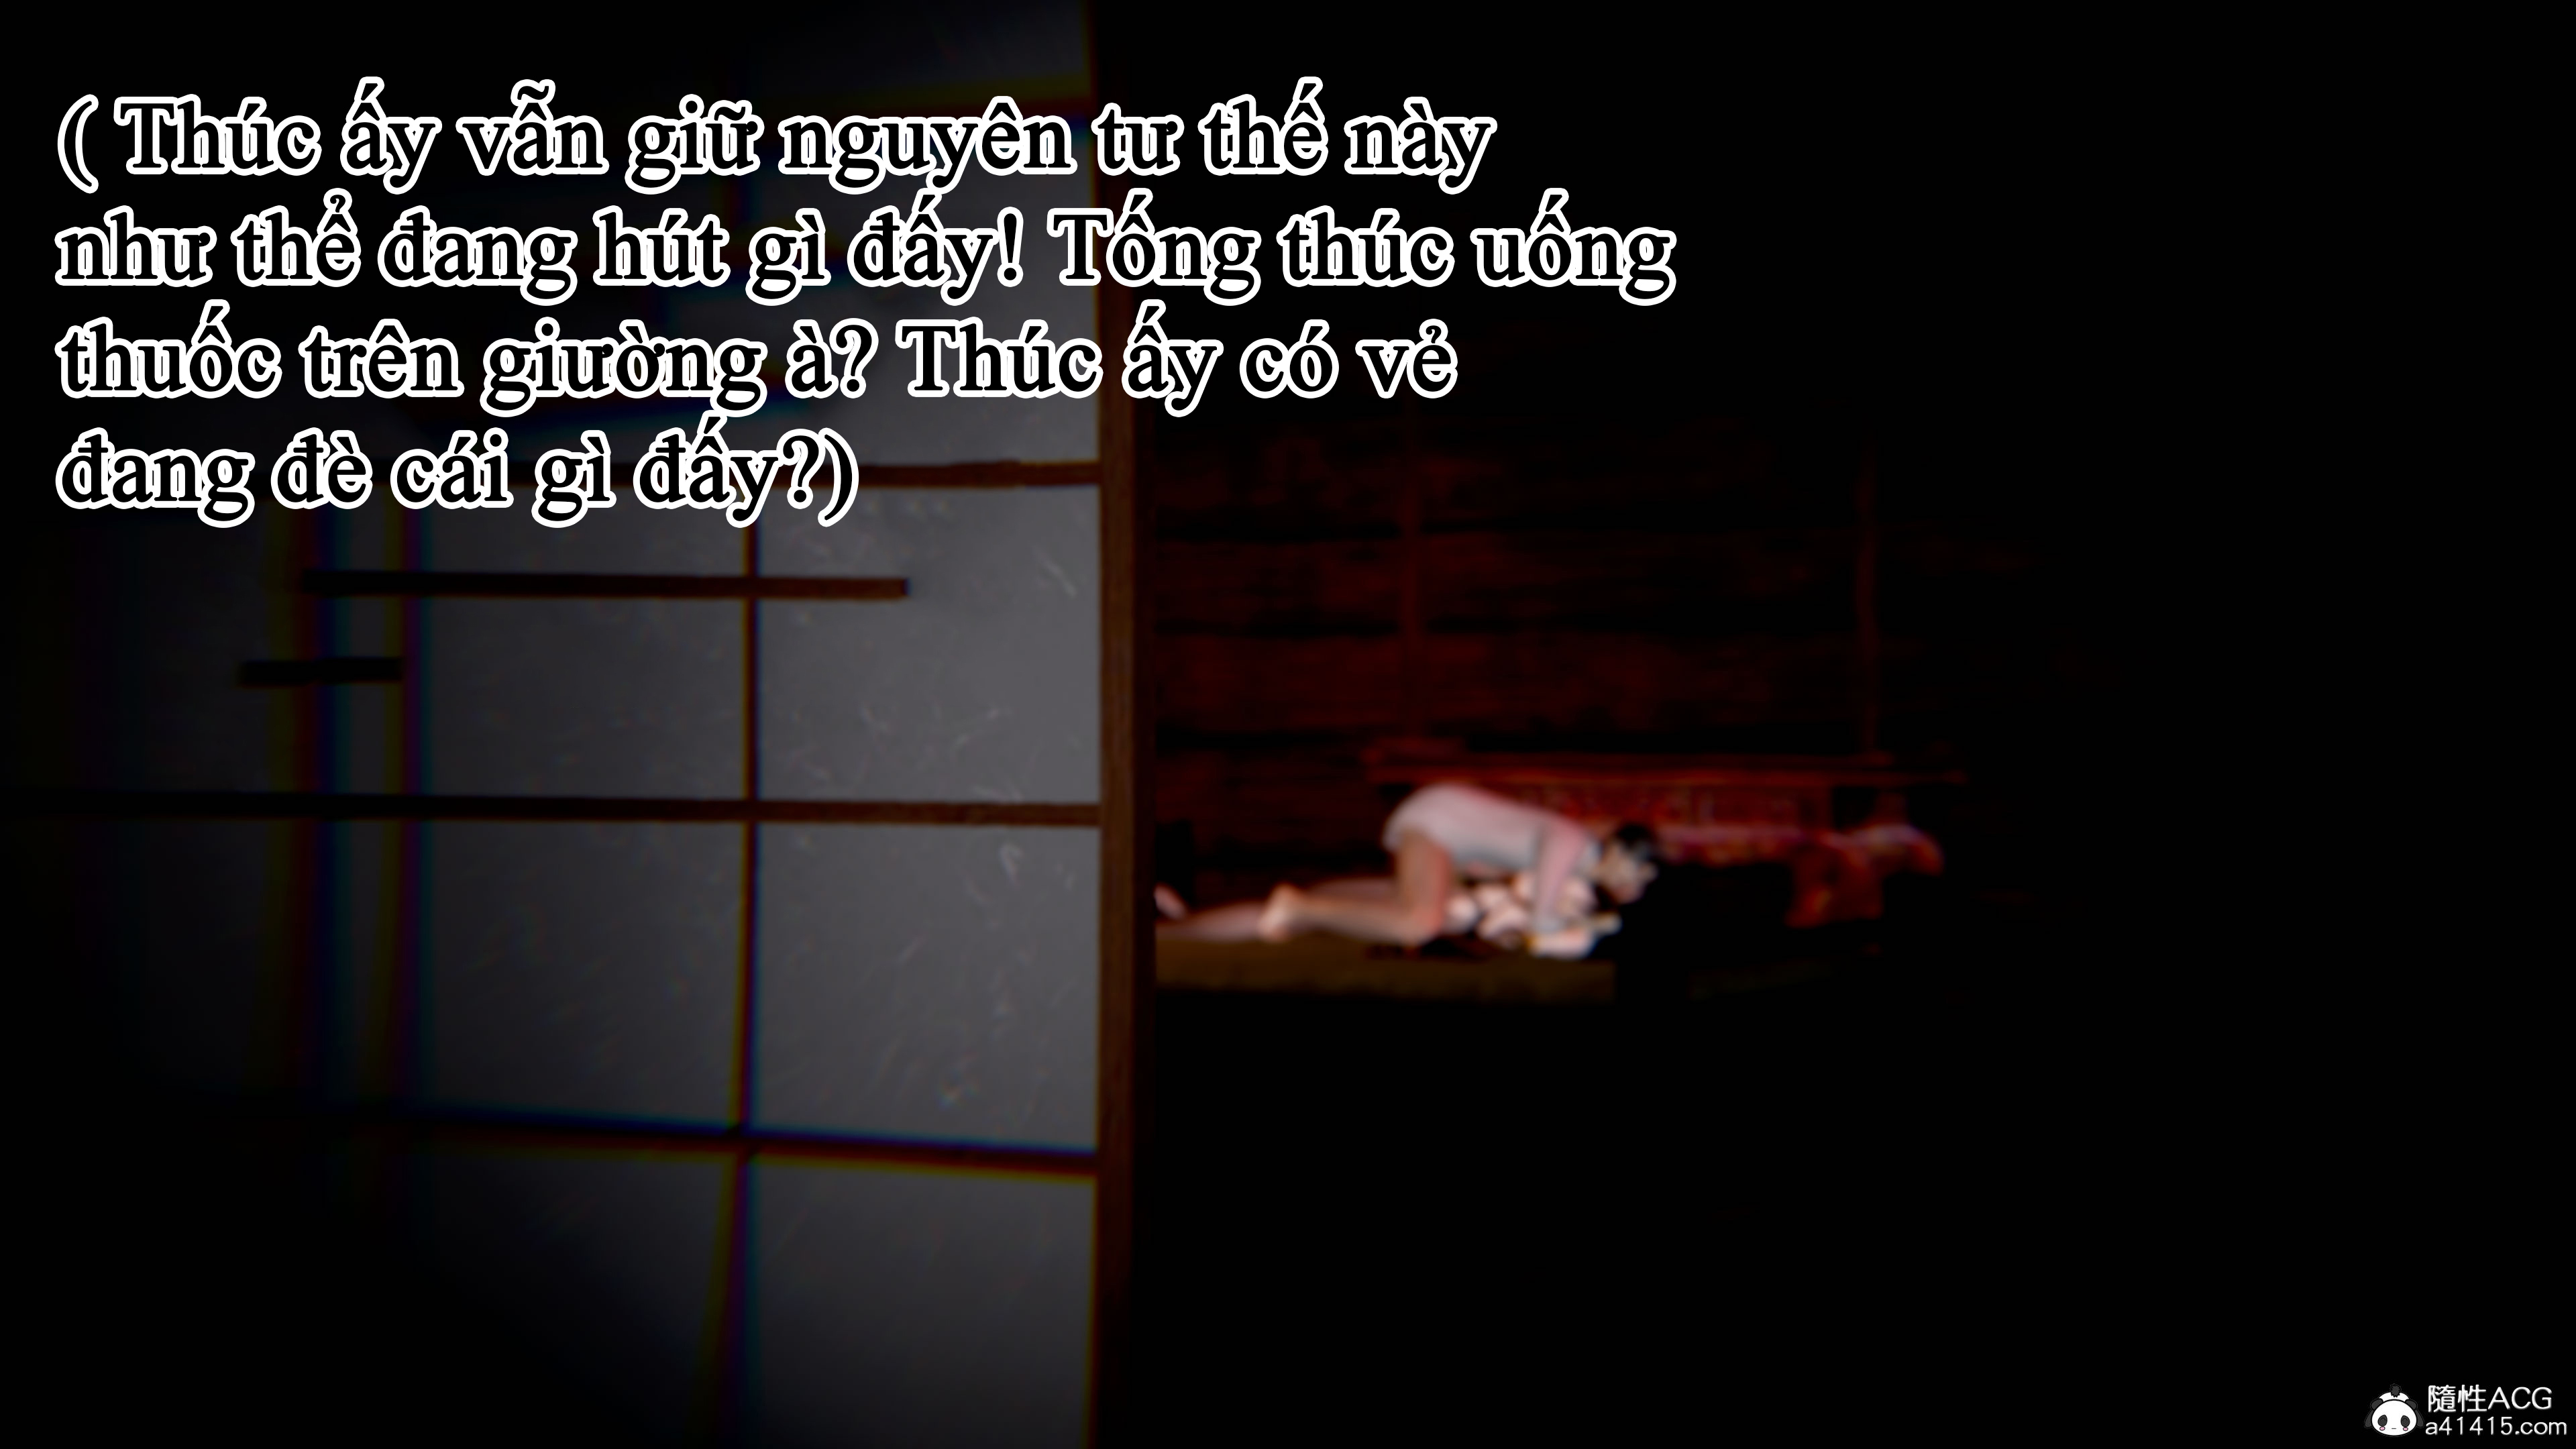 ( Thúc ấy vẫn giữ nguyên tư thế này
như thể đang hút gì đấy! Tống thúc uống
thuốc trên giường à? Thúc ấy có vẻ
đang đè cái gì đấy?)
隨性ACG
a41415.com